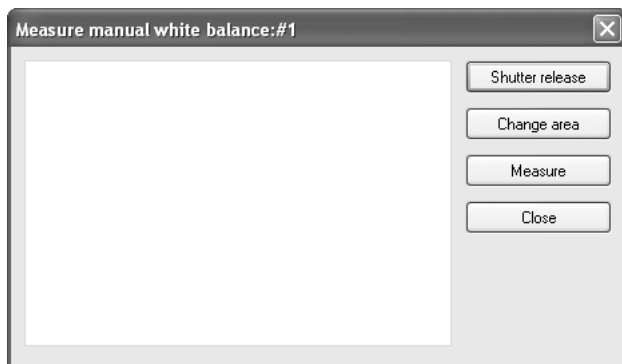 Measure manual white balance:#1
Shutter release
Change area
Measure
Close